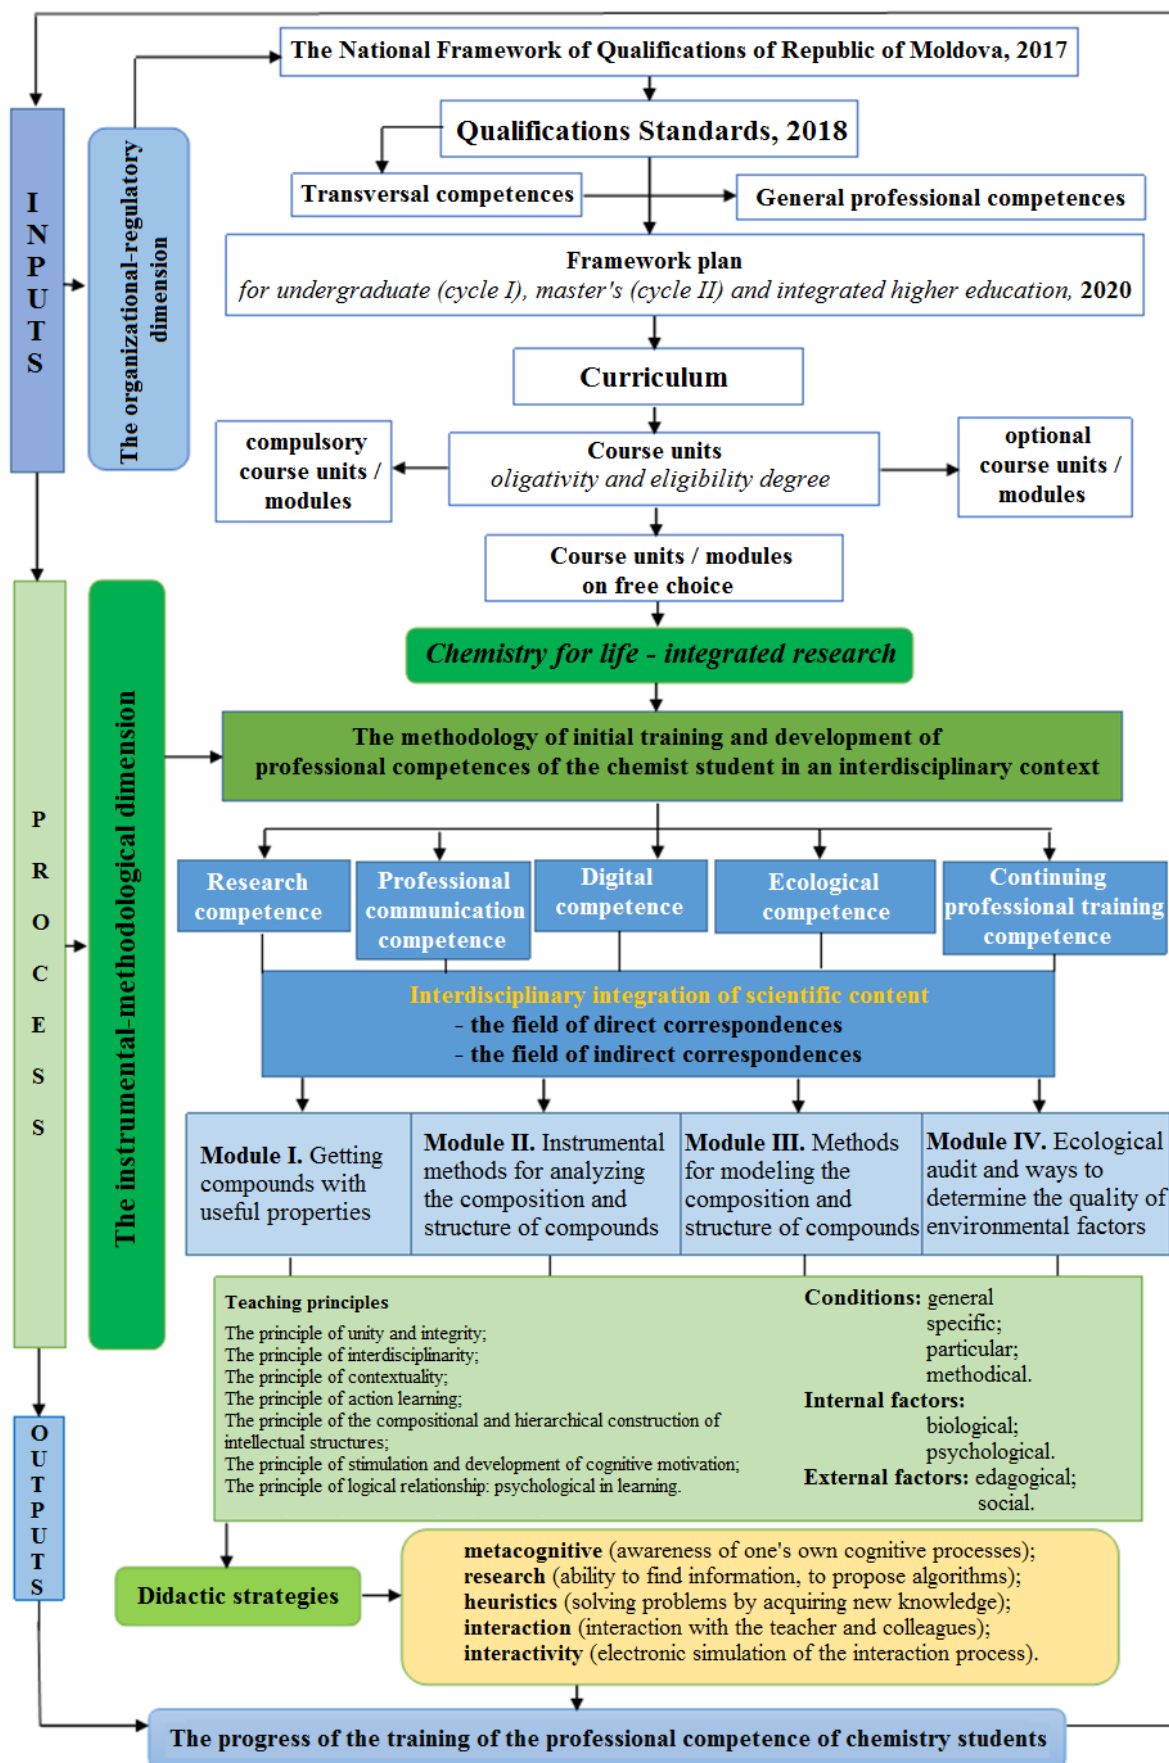 The National Framework of Qualifications of Republic of Moldova, 2017
INPUTS
The organizational-regulatory
dimension
Qualifications Standards, 2018
Transversal competences
General professional competences
Framework plan
for undergraduate (cycle I), master's (cycle II) and integrated higher education, 2020
Curriculum
compulsory
course units /
modules
Course units
oligativity and eligibility degree
optional
course units /
modules
Course units / modules
on free choice
PROCESS
The instrumental-methodological dimension
Chemistry for life - integrated research
The methodology of initial training and development of
professional competences of the chemist student in an interdisciplinary context
Research
competence
Professional
communication
competence
Digital
competence
Ecological
competence
Continuing
professional training
competence
Interdisciplinary integration of scientific content
- the field of direct correspondences
- the field of indirect correspondences
Module I. Getting
compounds with
useful properties
Module II. Instrumental
methods for analyzing
the composition and
structure of compounds
Module III. Methods
for modeling the
composition and
structure of compounds
Module IV. Ecological
audit and ways to
determine the quality of
environmental factors
Teaching principles
The principle of unity and integrity;
The principle of interdisciplinarity;
The principle of contextuality;
The principle of action learning;
The principle of the compositional and hierarchical construction of
intellectual structures;
The principle of stimulation and development of cognitive motivation;
The principle of logical relationship: psychological in learning.
Conditions: general
specific;
particular;
methodical.
Internal factors:
biological;
psychological.
External factors: edagogical;
social.
OUTPUTS
Didactic strategies
metacognitive (awareness of one's own cognitive processes);
research (ability to find information, to propose algorithms);
heuristics (solving problems by acquiring new knowledge);
interaction (interaction with the teacher and colleagues);
interactivity (electronic simulation of the interaction process).
The progress of the training of the professional competence of chemistry students